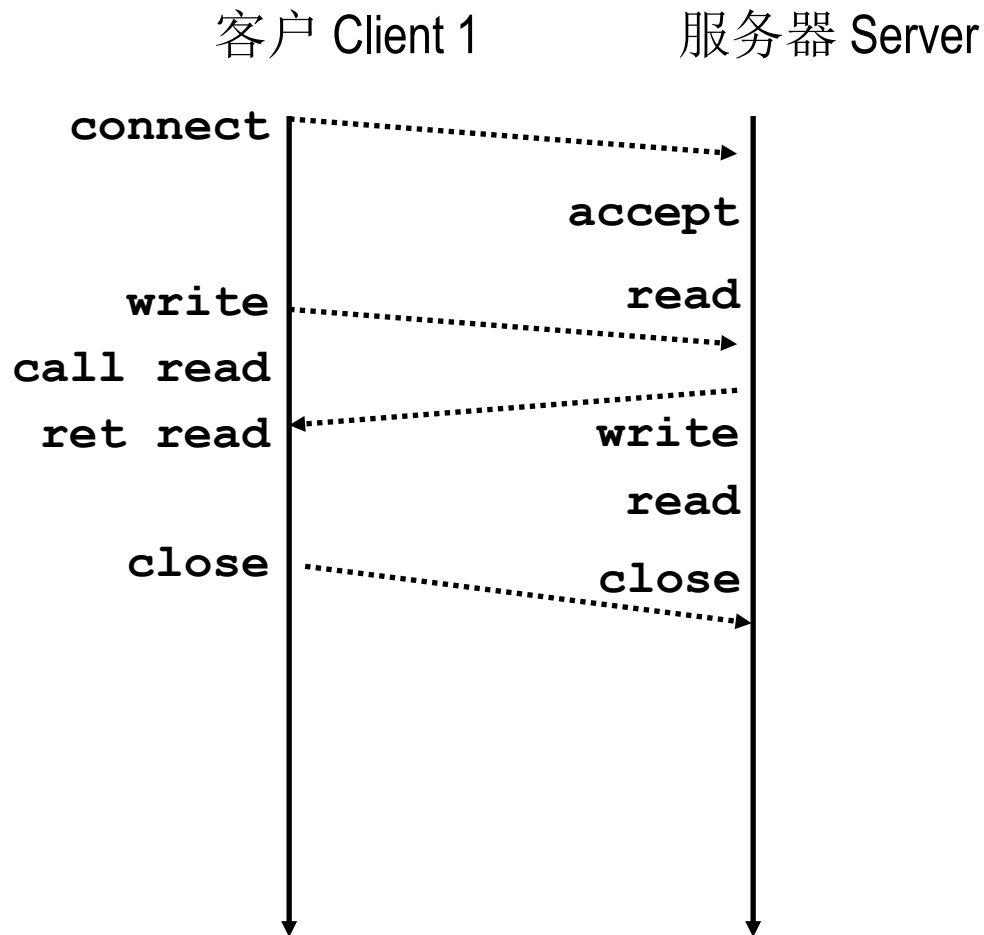 客户 Client 1
服务器 Server
connect
accept
write
read
call read
ret read
write
read
close
close